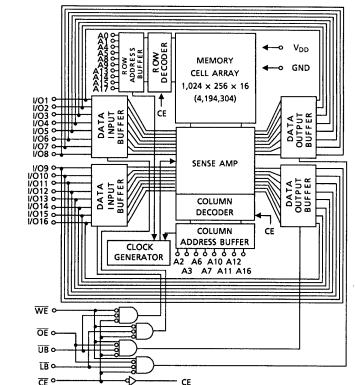 A0
A1
A4
A5
A8
A9
A17
ROW ADDRESS BUFFER
ROW DECODER
CE
MEMORY CELL ARRAY
1,024 × 256 × 16
(4,194,304)
VDD
GND
I/O1
I/O2
I/O3
I/O4
I/O5
I/O6
I/O7
I/O8
DATA INPUT BUFFER
SENSE AMP
DATA OUTPUT BUFFER
I/O9
I/O10
I/O11
I/O12
I/O13
I/O14
I/O15
I/O16
DATA INPUT BUFFER
COLUMN DECODER
DATA OUTPUT BUFFER
CE
CLOCK GENERATOR
COLUMN ADDRESS BUFFER
A2 A6 A10 A12
A3 A7 A11 A16
WE
OE
UB
LB
CE
CE